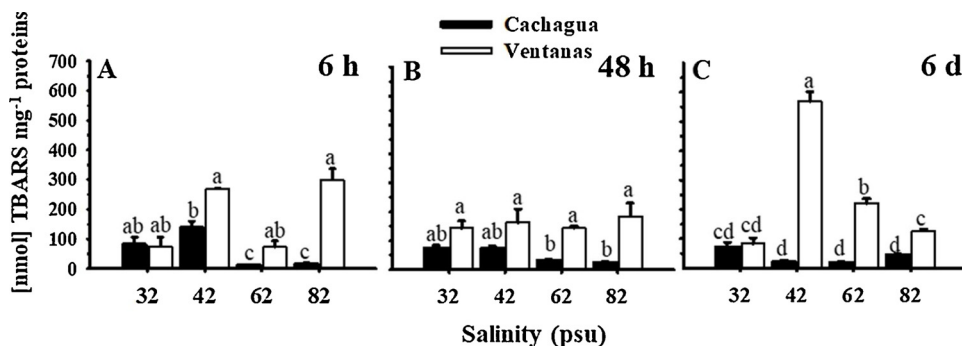 Cachagua
Ventanas
[nmol] TBARS mg-1 proteins
700
600
500
400
300
200
100
0
A
6 h
ab
ab
b
a
c
ab
c
a
32
42
62
82
B
48 h
ab
a
ab
a
b
a
b
a
32
42
62
82
C
6 d
cd
cd
d
a
d
b
d
c
32
42
62
82
Salinity (psu)